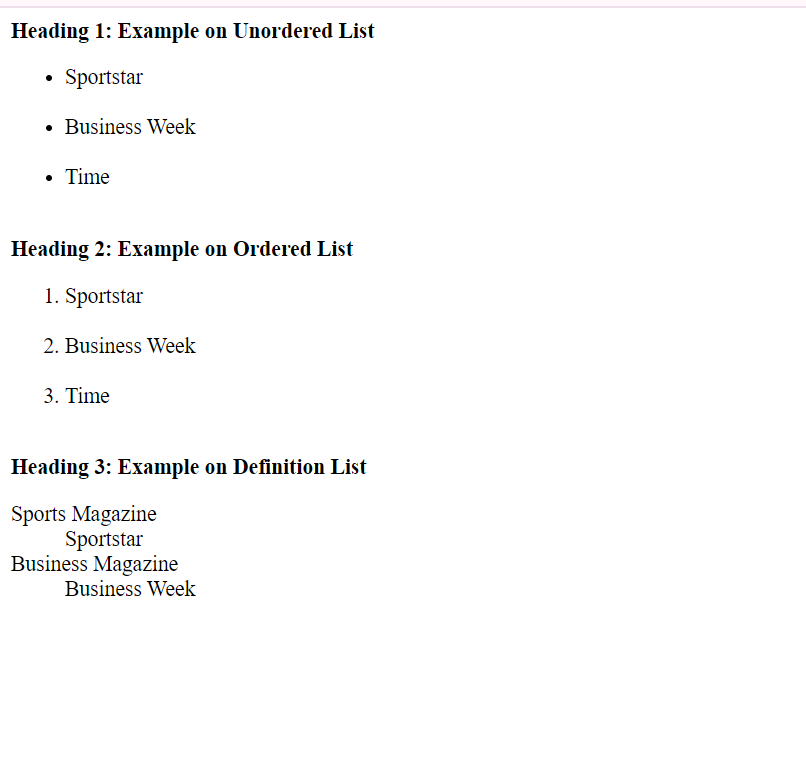 Heading 1: Example on Unordered List
• Sportstar
• Business Week
• Time
Heading 2: Example on Ordered List
1. Sportstar
2. Business Week
3. Time
Heading 3: Example on Definition List
Sports Magazine
Sportstar
Business Magazine
Business Week